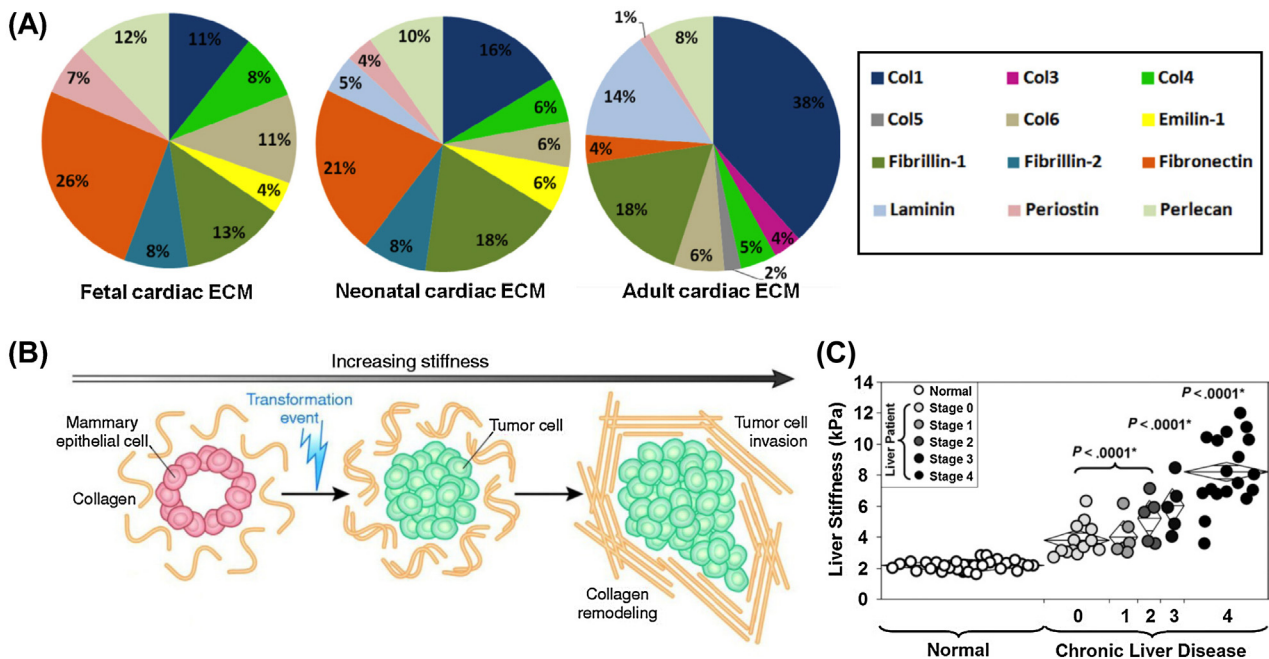 (A)
12%
11%
8%
11%
4%
13%
8%
26%
7%
Fetal cardiac ECM
10%
16%
6%
6%
6%
18%
8%
21%
5%
4%
Neonatal cardiac ECM
1%
8%
38%
4%
5%
2%
6%
18%
4%
14%
Adult cardiac ECM
Col1 Col3 Col4
Col5 Col6 Emilin-1
Fibrillin-1 Fibrillin-2 Fibronectin
Laminin Periostin Perlecan
(B)
Increasing stiffness
Mammary
epithelial cell
Collagen
Transformation
event
Tumor cell
Tumor cell
invasion
Collagen
remodeling
(C)
Liver Stiffness (kPa)
14
12
10
8
6
4
2
0
Normal
Liver Patient
Stage 0
Stage 1
Stage 2
Stage 3
Stage 4
P < .0001*
P < .0001*
P < .0001*
0 1 2 3 4
Normal Chronic Liver Disease